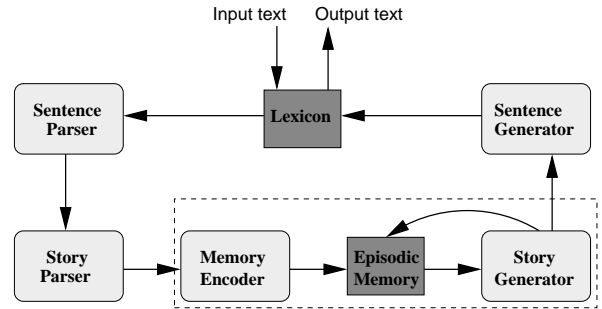 Input text
Output text
Sentence
Parser
Lexicon
Sentence
Generator
Story
Parser
Memory
Encoder
Episodic
Memory
Story
Generator